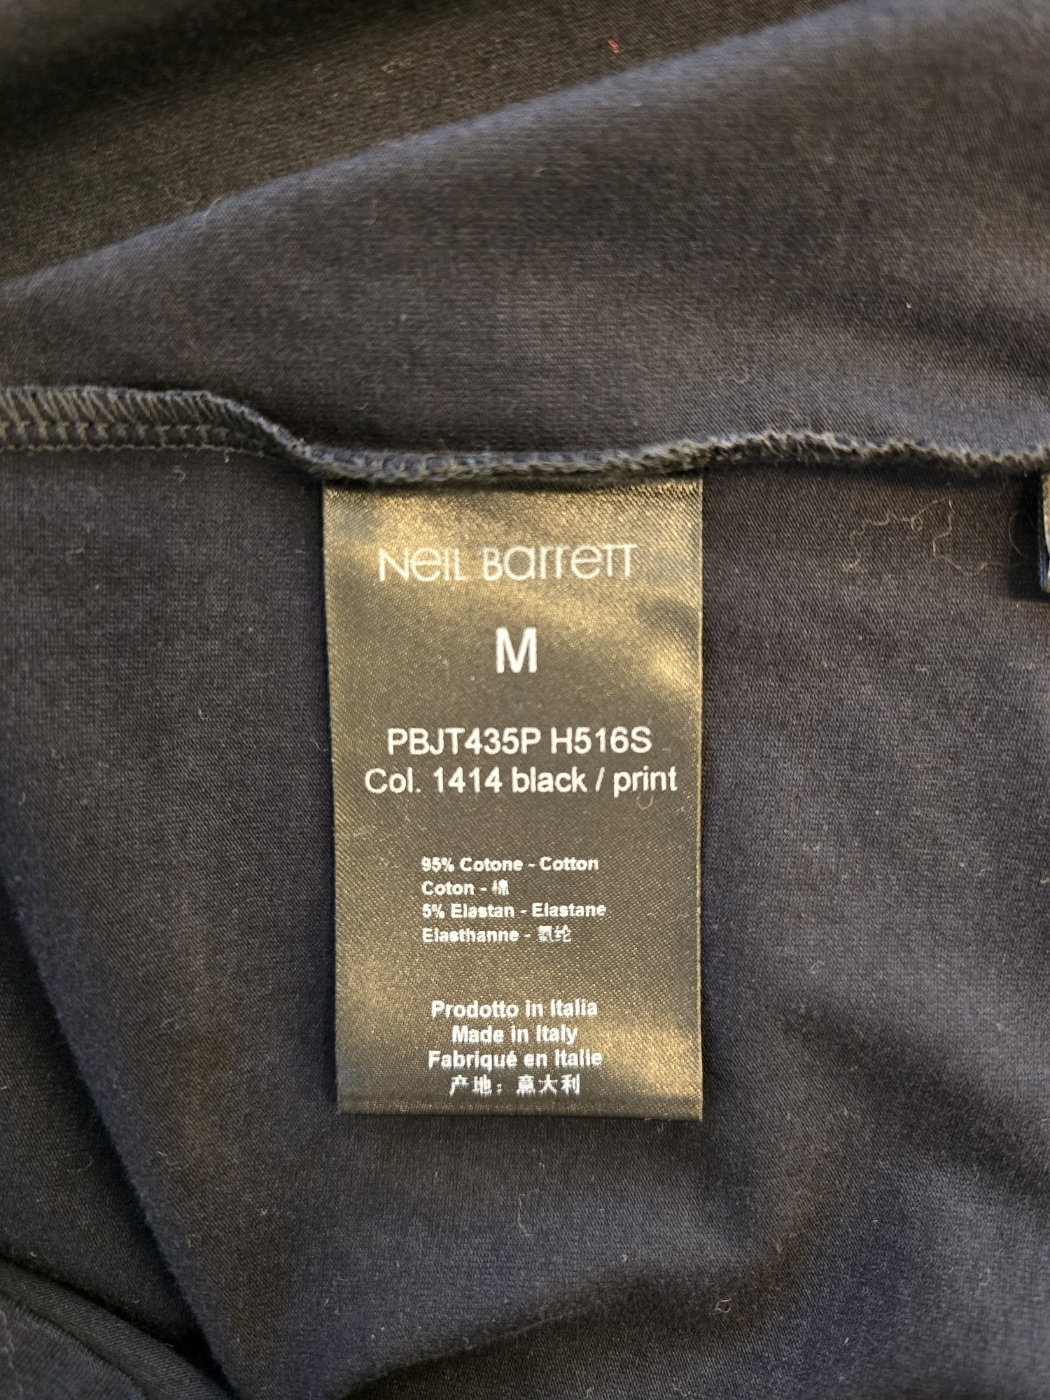 NEIL BARRETT
M
PBJT435P H516S
Col. 1414 black / print
95% Cotone - Cotton
Coton - 棉
5% Elastan - Elastane
Elasthanne - 氨纶
Prodotto in Italia
Made in Italy
Fabriqué en Italie
产地：意大利